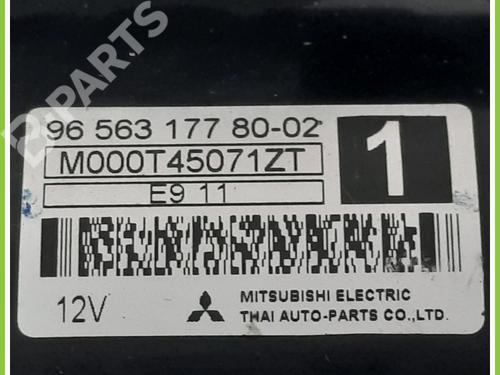 B-PARTS
96 563 177 80-02
M000T45071ZT
1
E9 11
12V
MITSUBISHI ELECTRIC
THAI AUTO-PARTS CO.,LTD.